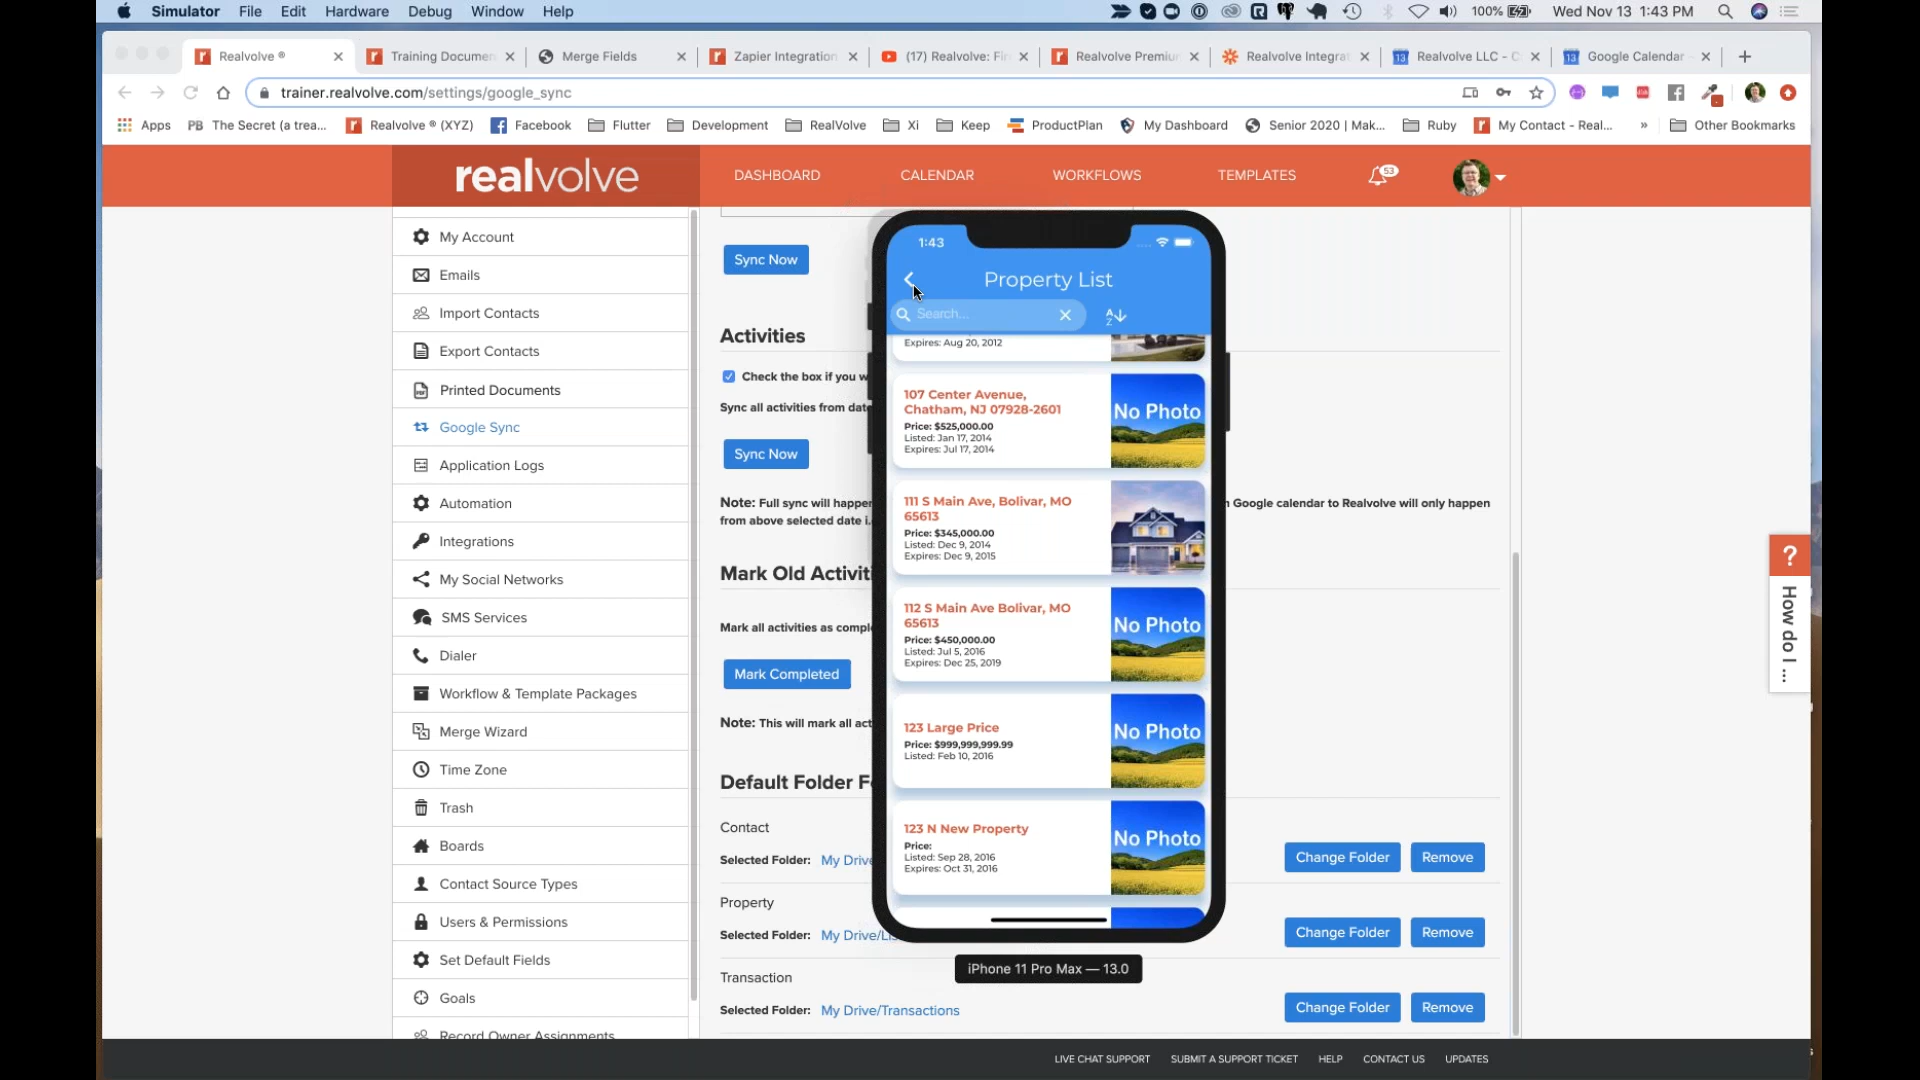 Simulator File Edit Hardware Debug Window Help
100% Wed Nov 13 1:43 PM
Realvolve ® Training Documen Merge Fields Zapier Integration (17) Realvolve: Fir Realvolve Premiu Realvolve Integra Realvolve LLC - C Google Calendar -
trainer.realvolve.com/settings/google_sync
Apps The Secret (a trea... Realvolve ® (XYZ) Facebook Flutter Development RealVolve Xi Keep ProductPlan My Dashboard Senior 2020 | Mak... Ruby My Contact - Real... » Other Bookmarks
realvolve DASHBOARD CALENDAR WORKFLOWS TEMPLATES 53
My Account
Emails
Import Contacts
Export Contacts
Printed Documents
Google Sync
Application Logs
Automation
Integrations
My Social Networks
SMS Services
Dialer
Workflow & Template Packages
Merge Wizard
Time Zone
Trash
Boards
Contact Source Types
Users & Permissions
Set Default Fields
Goals
Record Owner Assignments
Sync Now
Activities
Check the box if you w
Sync all activities from date
Sync Now
Note: Full sync will happen
Google calendar to Realvolve will only happen
from above selected date i.
Mark Old Activiti
Mark all activities as compl
Mark Completed
Note: This will mark all act
Default Folder F
Contact
Selected Folder: My Drive
Change Folder Remove
Property
Selected Folder: My Drive/Li
Change Folder Remove
Transaction
Selected Folder: My Drive/Transactions
Change Folder Remove
1:43
Property List
Search...
Expires: Aug 20, 2012
107 Center Avenue,
Chatham, NJ 07928-2601
Price: $525,000.00
Listed: Jan 17, 2014
Expires: Jul 17, 2014
No Photo
111 S Main Ave, Bolivar, MO
65613
Price: $345,000.00
Listed: Dec 9, 2014
Expires: Dec 9, 2015
112 S Main Ave Bolivar, MO
65613
Price: $450,000.00
Listed: Jul 5, 2016
Expires: Dec 25, 2019
No Photo
123 Large Price
Price: $999,999,999.99
Listed: Feb 10, 2016
No Photo
123 N New Property
Price:
Listed: Sep 28, 2016
Expires: Oct 31, 2016
No Photo
iPhone 11 Pro Max — 13.0
?
How do I ...
LIVE CHAT SUPPORT SUBMIT A SUPPORT TICKET HELP CONTACT US UPDATES